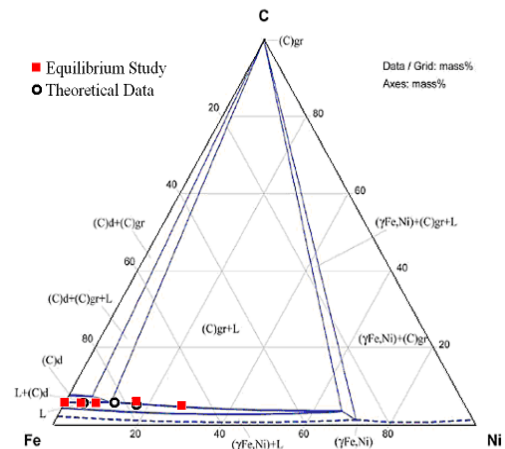 C
(C)gr
■ Equilibrium Study
Theoretical Data
Data / Grid: mass%
Axes: mass%
20
80
40
60
(C)d+(C)gr
(γFe,Ni)+(C)gr+L
60
40
(C)d+(C)gr+L
(C)gr+L
(γFe,Ni)+(C)gr
80
20
(C)d
L+(C)d
L
Fe
20
40
60
80
Ni
(γFe,Ni)+L
(γFe,Ni)